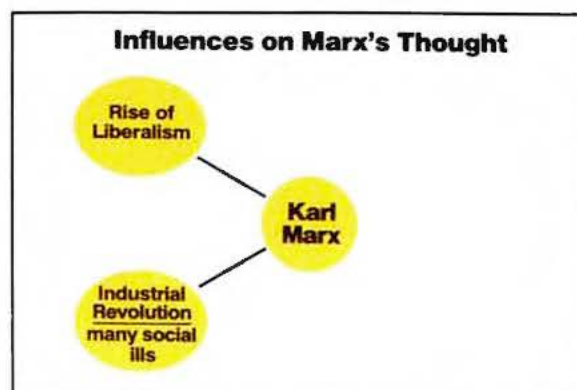 Influences on Marx's Thought
Rise of
Liberalism
Karl
Marx
Industrial
Revolution
many social
ills